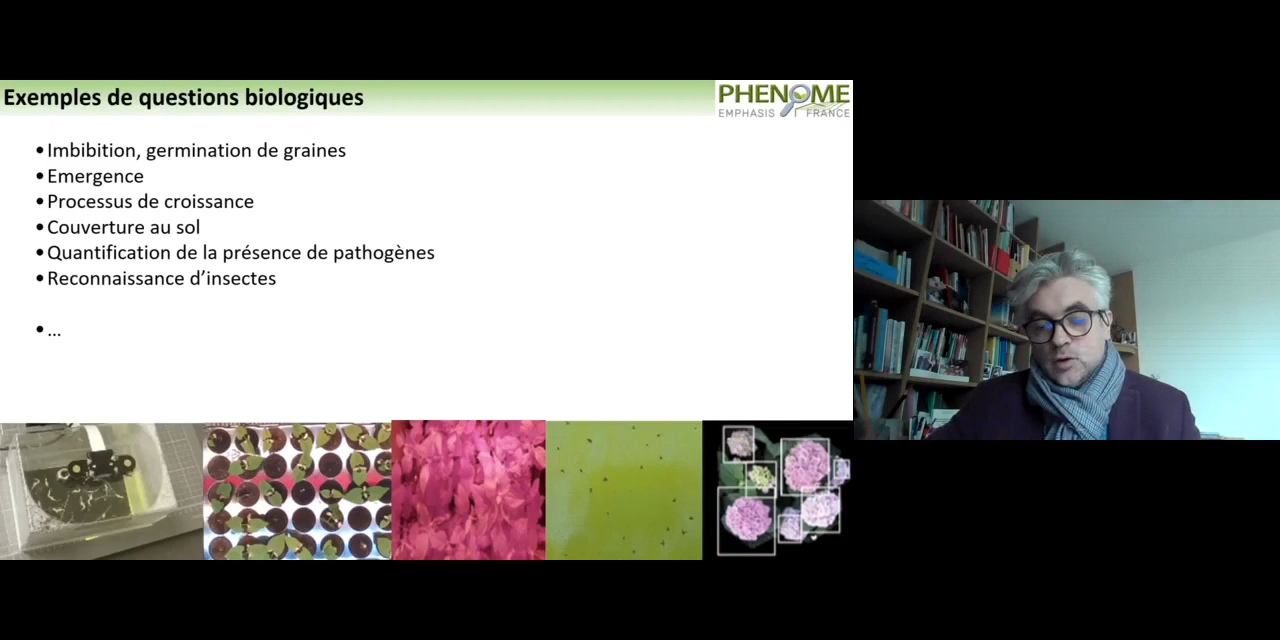 Exemples de questions biologiques
PHENOME
EMPHASIS FRANCE
•Imbibition, germination de graines
•Emergence
•Processus de croissance
•Couverture au sol
•Quantification de la présence de pathogènes
•Reconnaissance d’insectes
•...